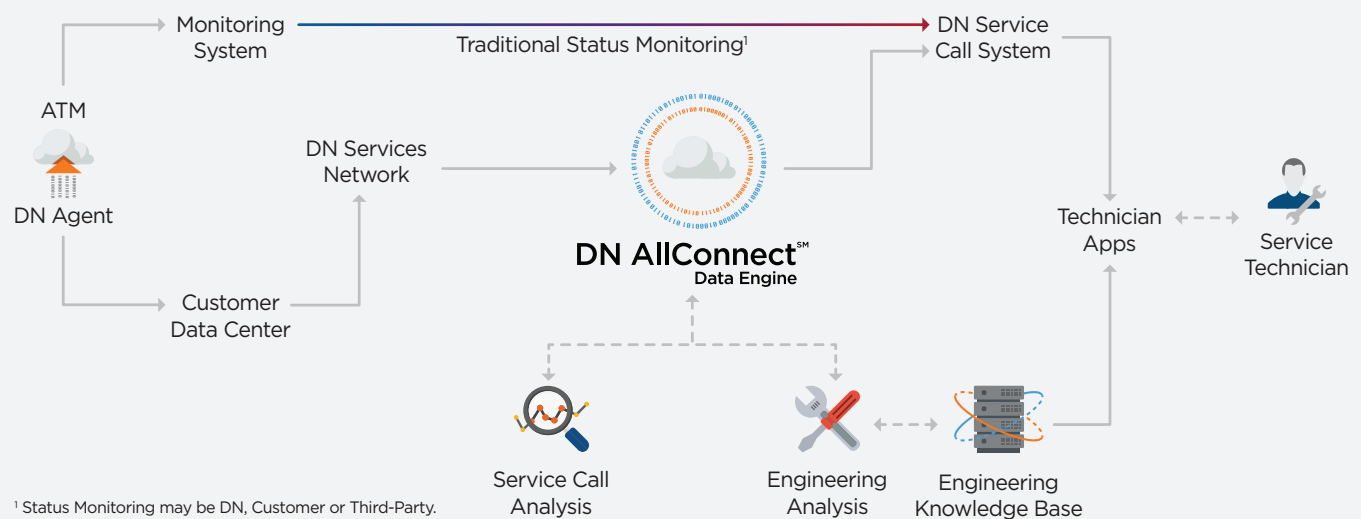 Monitoring
System
Traditional Status Monitoring¹
DN Service
Call System
ATM
DN Agent
DN Services
Network
Customer
Data Center
DN AllConnect℠
Data Engine
Technician
Apps
Service
Technician
Service Call
Analysis
Engineering
Analysis
Engineering
Knowledge Base
¹ Status Monitoring may be DN, Customer or Third-Party.